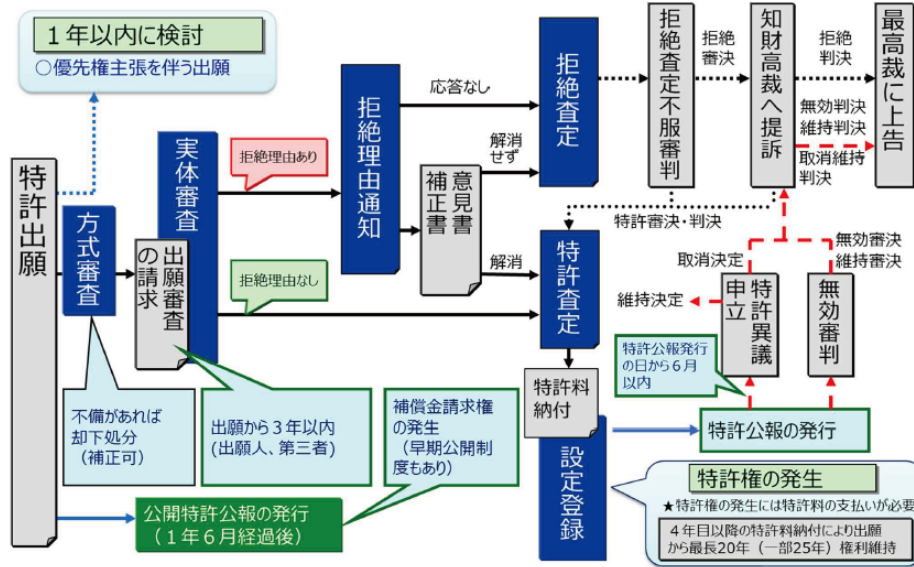 1年以内に検討
○優先権主張を伴う出願
特許出願
方式審査
実体審査
出願審査
の請求
拒絶理由あり
拒絶理由なし
拒絶理由通知
応答なし
意見書
補正書
解消
せず
解消
拒絶査定
特許査定
拒絶査定不服審判
拒絶
審決
知財高裁へ提訴
拒絶
判決
無効判決
維持判決
取消維持
判決
最高裁に上告
特許審決・判決
取消決定
無効審決
維持審決
維持決定
特許異議
申立
無効審判
特許公報発行
の日から6月
以内
特許料
納付
設定登録
特許公報の発行
不備があれば
却下処分
(補正可)
出願から3年以内
(出願人、第三者)
補償金請求権
の発生
(早期公開制
度もあり)
公開特許公報の発行
(1年6月経過後)
特許権の発生
★特許権の発生には特許料の支払いが必要
4年目以降の特許料納付により出願
から最長20年(一部25年)権利維持